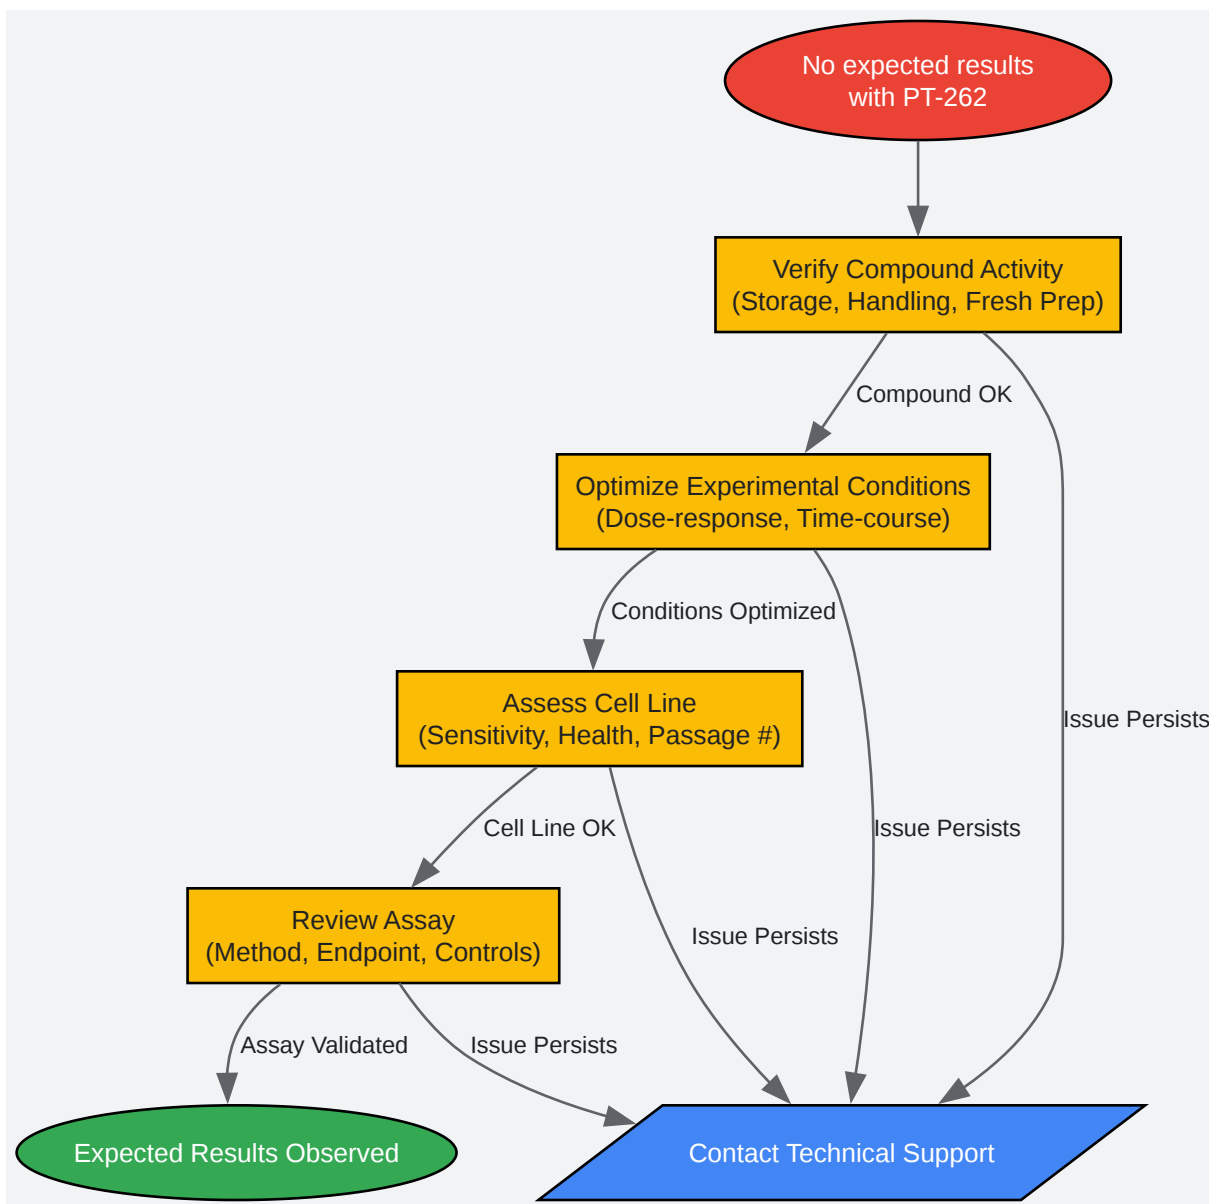 No expected results
with PT-262
Verify Compound Activity
(Storage, Handling, Fresh Prep)
Compound OK
Optimize Experimental Conditions
(Dose-response, Time-course)
Conditions Optimized
Assess Cell Line
(Sensitivity, Health, Passage #)
Issue Persists
Cell Line OK
Issue Persists
Review Assay
(Method, Endpoint, Controls)
Issue Persists
Assay Validated
Issue Persists
Expected Results Observed
Contact Technical Support